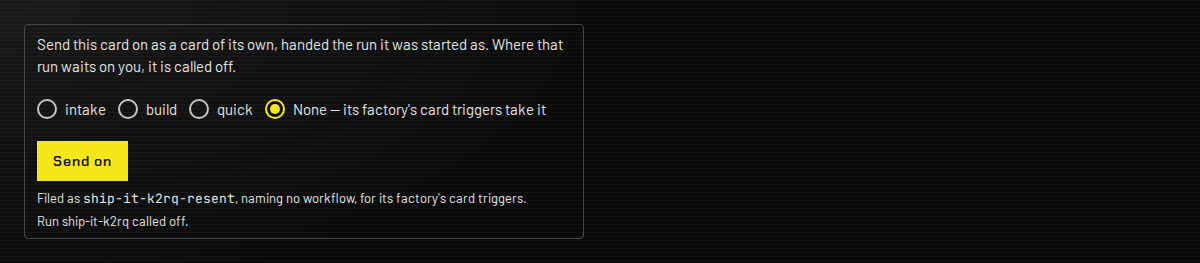 Send this card on as a card of its own, handed the run it was started as. Where that
run waits on you, it is called off.
intake
build
quick
None — its factory's card triggers take it
Send on
Filed as ship-it-k2rq-resent, naming no workflow, for its factory's card triggers.
Run ship-it-k2rq called off.